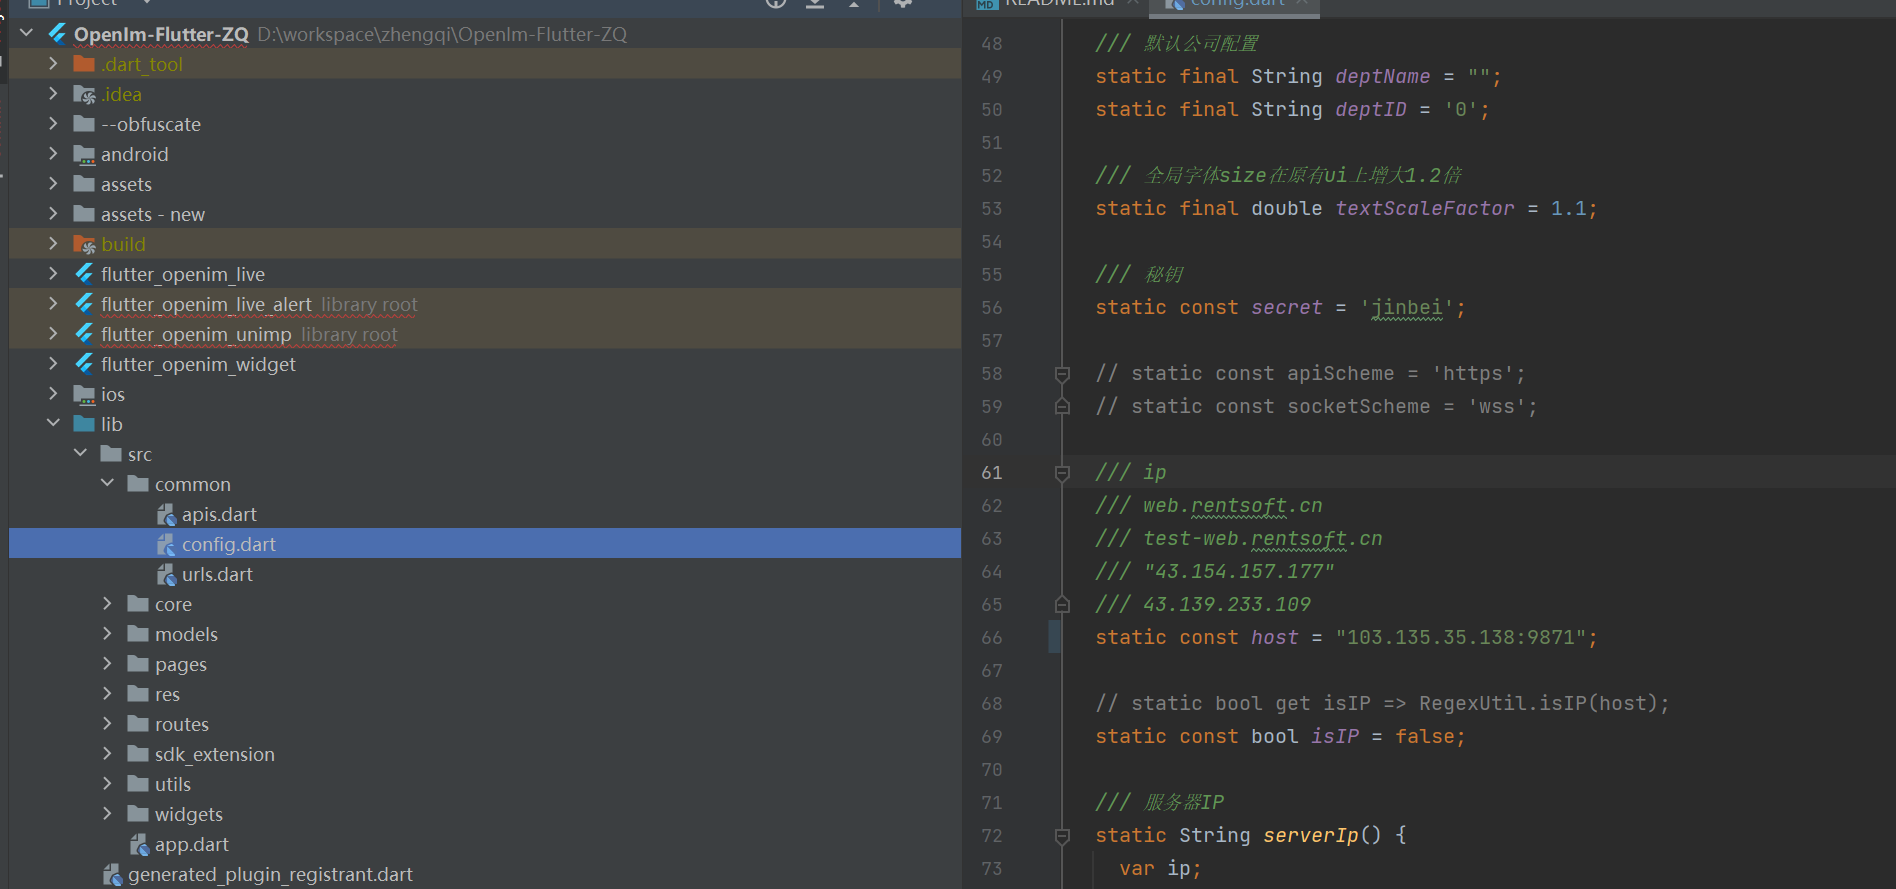 Project
OpenIm-Flutter-ZQ D:\workspace\zhengqi\OpenIm-Flutter-ZQ
.dart_tool
.idea
--obfuscate
android
assets
assets - new
build
flutter_openim_live
flutter_openim_live_alert library root
flutter_openim_unimp library root
flutter_openim_widget
ios
lib
src
common
apis.dart
config.dart
urls.dart
core
models
pages
res
routes
sdk_extension
utils
widgets
app.dart
generated_plugin_registrant.dart
MD README.md
config.dart
48 /// 默认公司配置
49 static final String deptName = "";
50 static final String deptID = '0';
51
52 /// 全局字体size在原有ui上增大1.2倍
53 static final double textScaleFactor = 1.1;
54
55 /// 秘钥
56 static const secret = 'jinbei';
57
58 // static const apiScheme = 'https';
59 // static const socketScheme = 'wss';
60
61 /// ip
62 /// web.rentsoft.cn
63 /// test-web.rentsoft.cn
64 /// "43.154.157.177"
65 /// 43.139.233.109
66 static const host = "103.135.35.138:9871";
67
68 // static bool get isIP => RegexUtil.isIP(host);
69 static const bool isIP = false;
70
71 /// 服务器IP
72 static String serverIp() {
73 var ip;